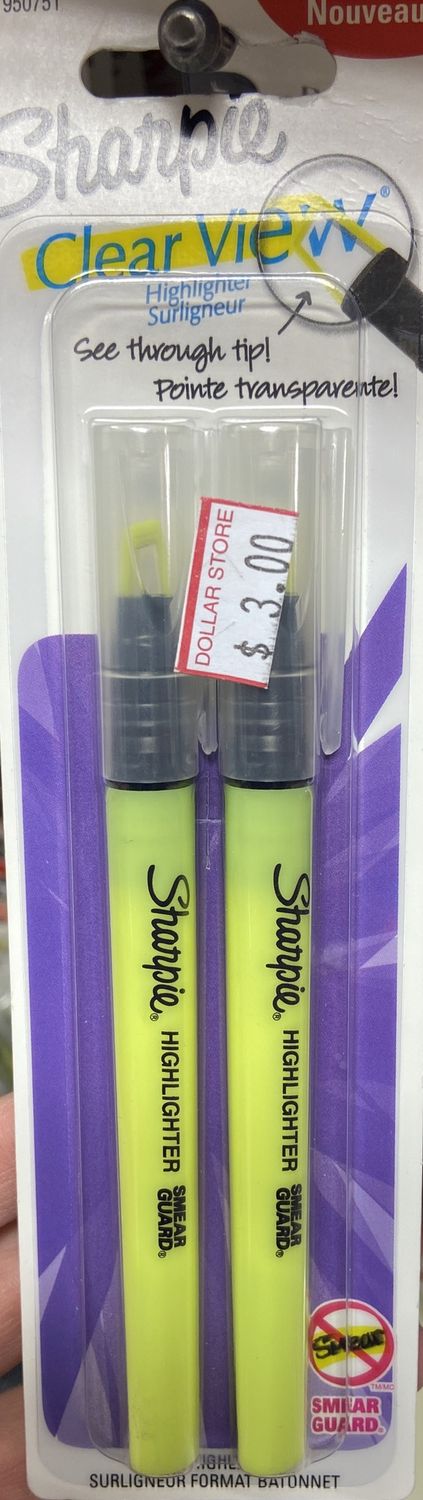 950751
Nouveau
Sharpie
Clear View®
Highlighter
Surligneur
See through tip!
Pointe transparente!
DOLLAR STORE
$ 3.00
Sharpie® HIGHLIGHTER SMEAR GUARD®
Sharpie® HIGHLIGHTER SMEAR GUARD®
Smear
TM/MC
SMEAR
GUARD®
SURLIGNEUR FORMAT BATONNET